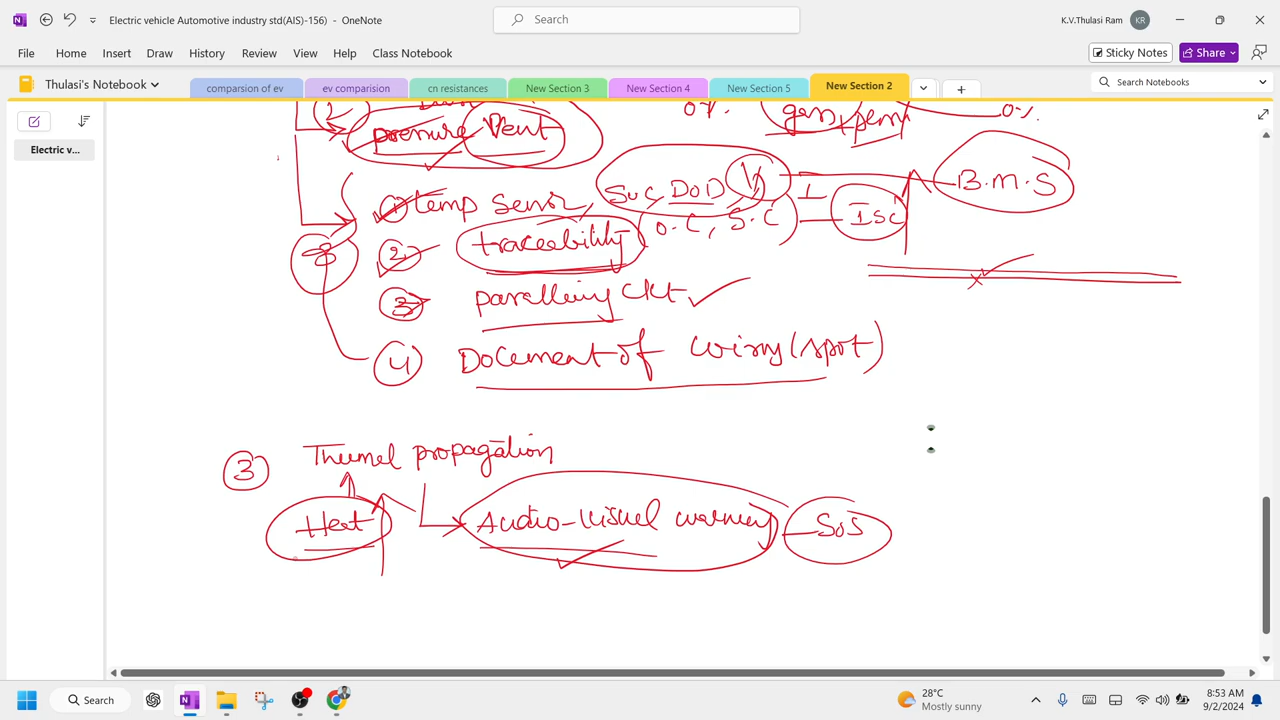 Electric vehicle Automotive industry std(AIS)-156) - OneNote
Search
K.V.Thulasi Ram
KR
File Home Insert Draw History Review View Help Class Notebook
Sticky Notes
Share
Thulasi's Notebook
comparsion of ev
ev comparision
cn resistances
New Section 3
New Section 4
New Section 5
New Section 2
Search Notebooks
Electric v...
pressure Vent
0%. gas+ 0%.
① temp sensor, SoC, DOD, V I B.M.S
② traceability O.C, S.C ISC
③ ckt
④ Document of (spot)
③ Thermal propagation
Heat Audio-visual warning SOS
Search
28°C
Mostly sunny
8:53 AM
9/2/2024